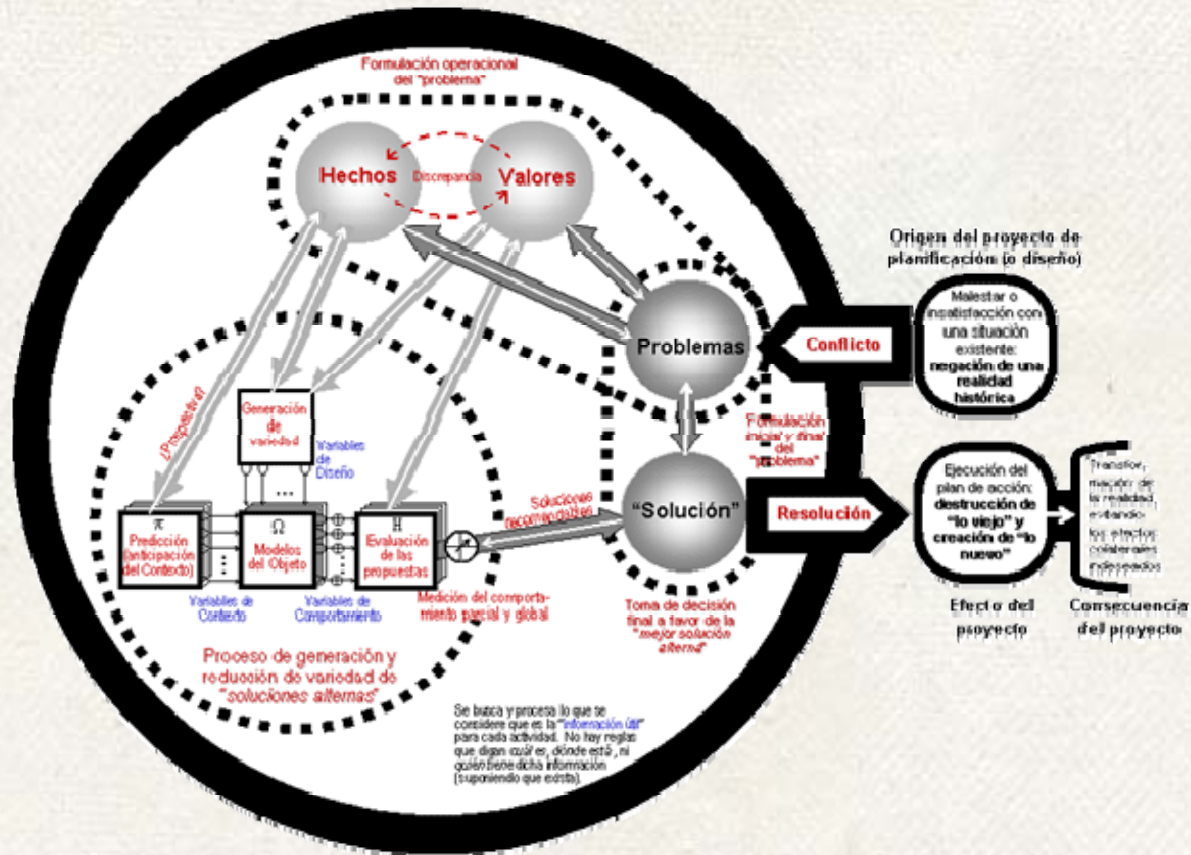 Formulación operacional
del "problema"
Hechos
Discrepancia
Valores
Origen del proyecto de
planificación (o diseño)
Malestar o
insatisfacción con
una situación
existente:
negación de una
realidad
histórica
Conflicto
Problemas
¿Prospectiva?
Generación
de
variedad
Variables
de
Diseño
...
Formulación
inicial y final
del
"problema"
Soluciones
recomendables
"Solución"
Resolución
Ejecución del
plan de acción:
destrucción de
"lo viejo" y
creación de "lo
nuevo"
Transfor-
mación de
la realidad,
evitando
los efectos
colaterales
indeseados
π
Predicción
(anticipación
del Contexto)
Ω
Modelos
del Objeto
H
Evaluación de las
propuestas
Variables de
Contexto
Variables de
Comportamiento
Medición del comporta-
miento parcial y global
Toma de decisión
final a favor de la
"mejor solución
alterna"
Efecto del
proyecto
Consecuencia
del proyecto
Proceso de generación y
reducción de variedad de
"soluciones alternas"
Se busca y procesa lo que se
considere que es la "información útil"
para cada actividad. No hay reglas
que digan cuál es, dónde está, ni
quién tiene dicha información
(suponiendo que exista).